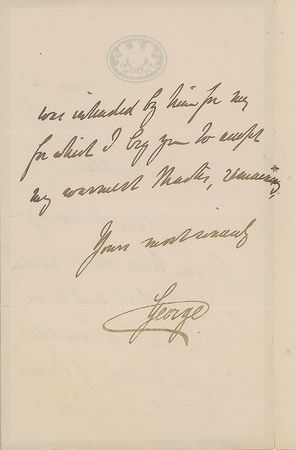 was intended by him for my
for which I beg you to accept
my warmest thanks, remaining,
Yours most sincerely
George